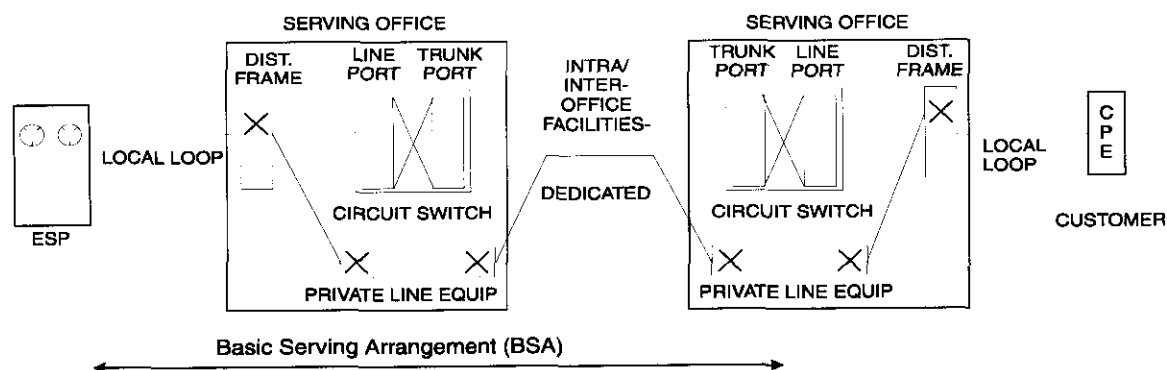 SERVING OFFICE
DIST.
FRAME
LINE
PORT
TRUNK
PORT
LOCAL LOOP
CIRCUIT SWITCH
PRIVATE LINE EQUIP
ESP
INTRA/
INTER-
OFFICE
FACILITIES-
DEDICATED
SERVING OFFICE
TRUNK
PORT
LINE
PORT
DIST.
FRAME
CIRCUIT SWITCH
PRIVATE LINE EQUIP
LOCAL
LOOP
C
P
E
CUSTOMER
Basic Serving Arrangement (BSA)